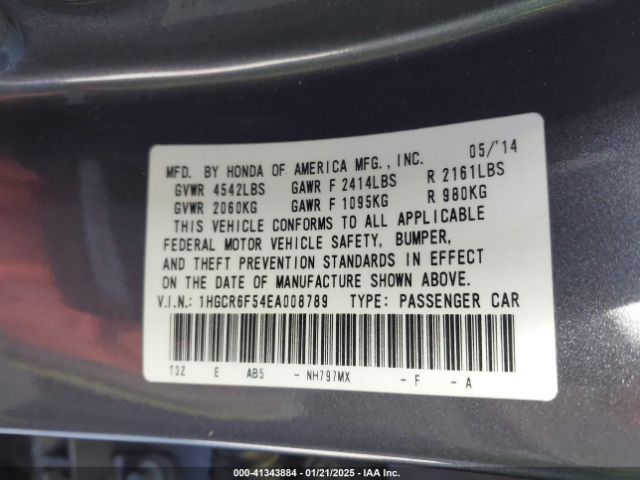 MFD. BY HONDA OF AMERICA MFG., INC. 05/'14
GVWR 4542LBS GAWR F 2414LBS R 2161LBS
GVWR 2060KG GAWR F 1095KG R 980KG
THIS VEHICLE CONFORMS TO ALL APPLICABLE
FEDERAL MOTOR VEHICLE SAFETY, BUMPER,
AND THEFT PREVENTION STANDARDS IN EFFECT
ON THE DATE OF MANUFACTURE SHOWN ABOVE.
V.I.N.: 1HGCR6F54EA008789 TYPE: PASSENGER CAR
T3Z E AB5 - NH797MX - F - A
000-41343884 | 01/21/2025 - IAA Inc.